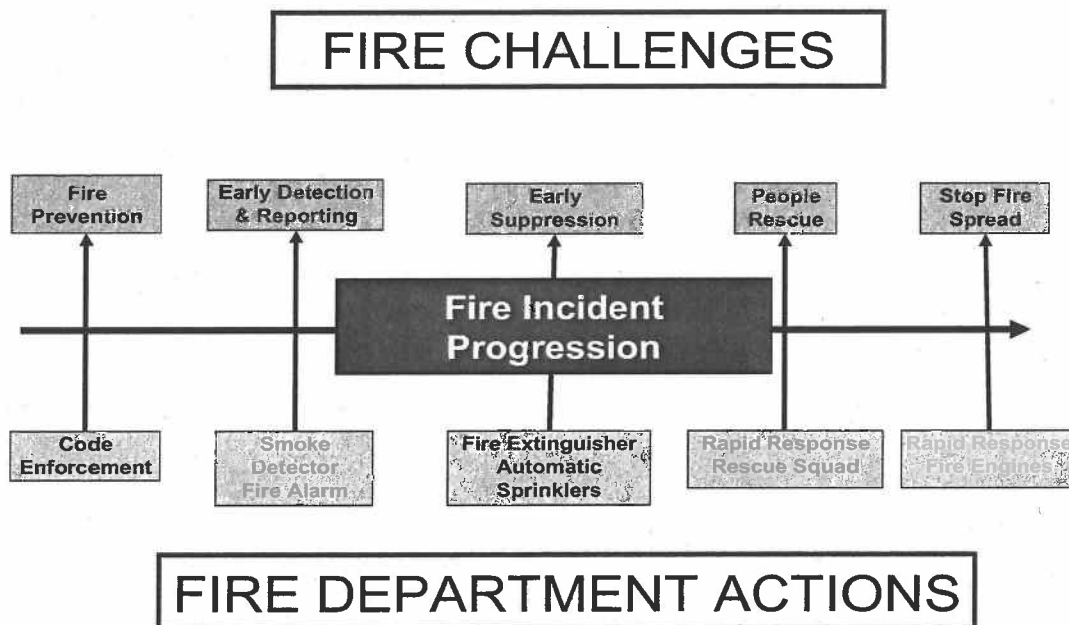 FIRE CHALLENGES
Fire
Prevention
Early Detection
& Reporting
Early
Suppression
People
Rescue
Stop Fire
Spread
Fire Incident
Progression
Code
Enforcement
Smoke
Detector
Fire Alarm
Fire Extinguisher
Automatic
Sprinklers
Rapid Response
Rescue Squad
Rapid Response
Fire Engines
FIRE DEPARTMENT ACTIONS